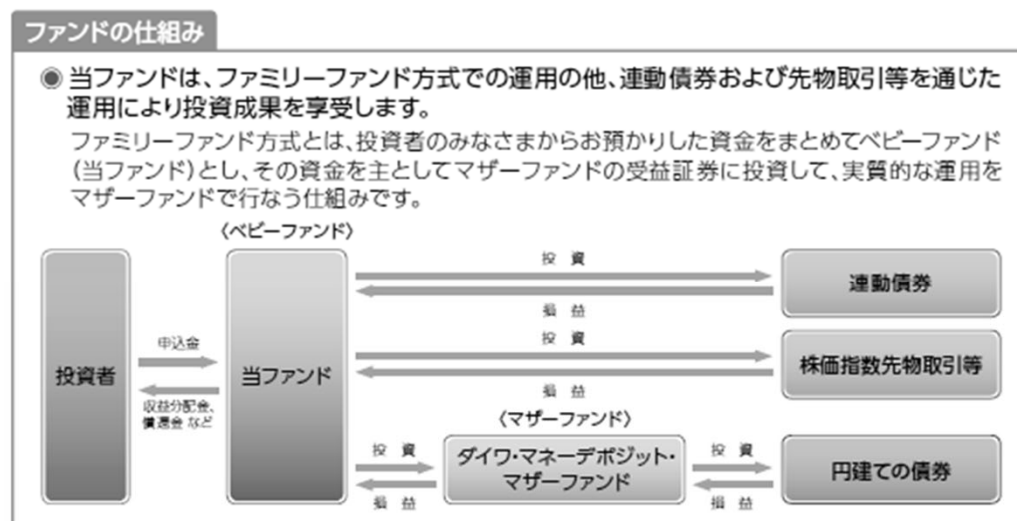 ファンドの仕組み
◉ 当ファンドは、ファミリーファンド方式での運用の他、連動債券および先物取引等を通じた
運用により投資成果を享受します。
ファミリーファンド方式とは、投資者のみなさまからお預かりした資金をまとめてベビーファンド
(当ファンド)とし、その資金を主としてマザーファンドの受益証券に投資して、実質的な運用を
マザーファンドで行なう仕組みです。
〈ベビーファンド〉
投資者
申込金
収益分配金、
償還金 など
当ファンド
投 資
損 益
連動債券
投 資
損 益
株価指数先物取引等
〈マザーファンド〉
投 資
損 益
ダイワ・マネーデポジット・
マザーファンド
投 資
損 益
円建ての債券